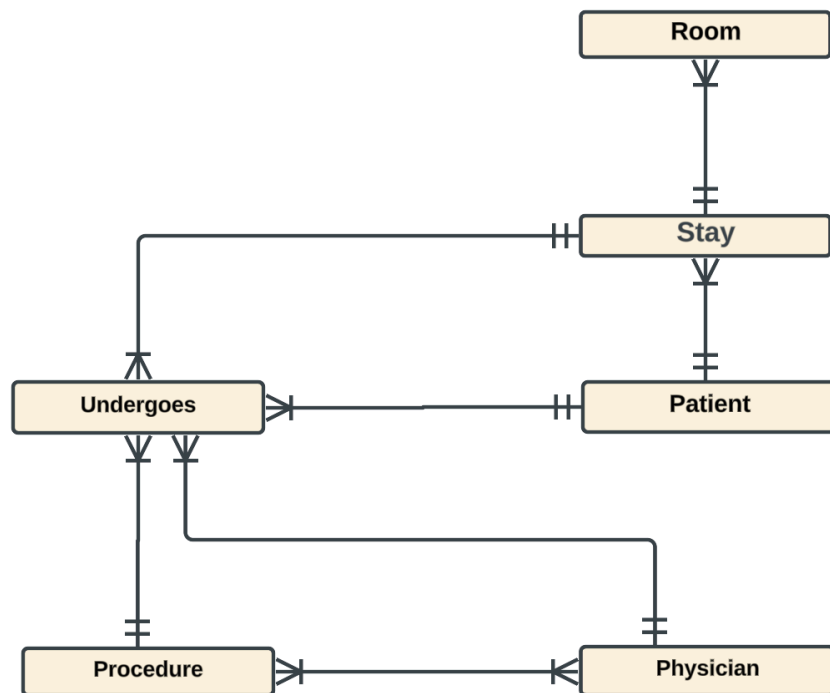 Room
Stay
Undergoes
Patient
Procedure
Physician